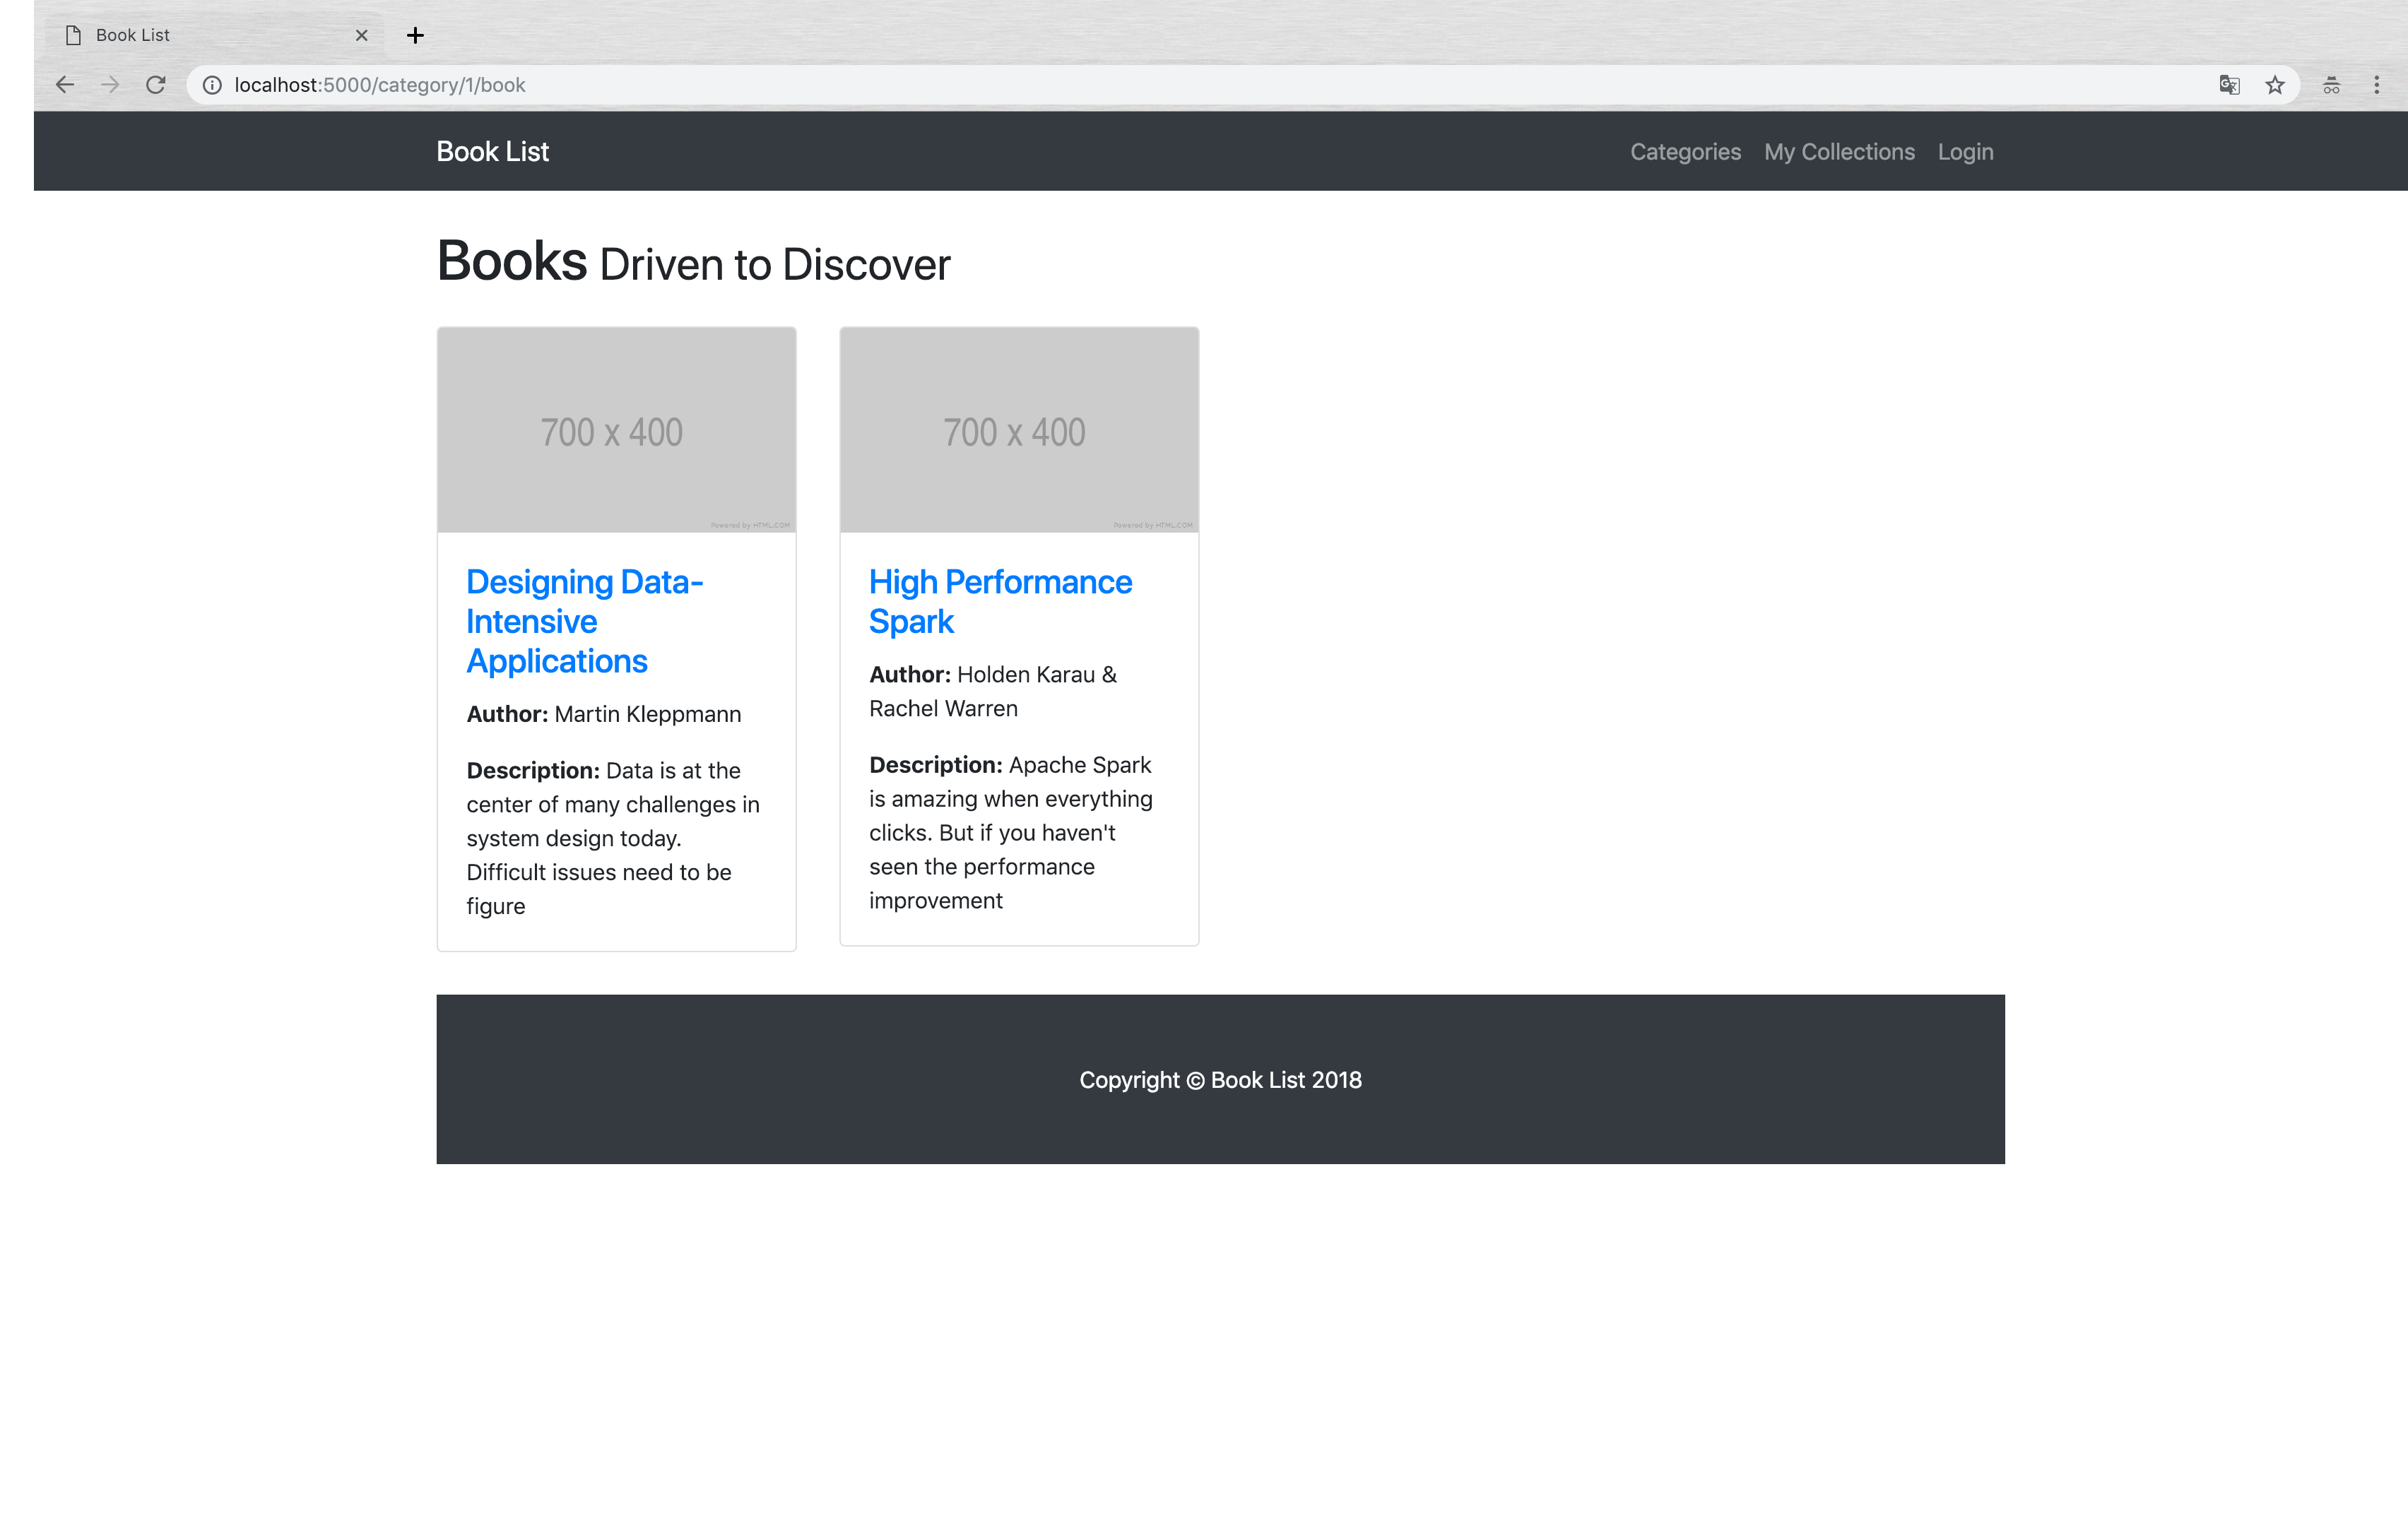 Book List
localhost:5000/category/1/book
Book List
Categories My Collections Login
Books Driven to Discover
700 x 400
Powered by HTML.COM
Designing Data-
Intensive
Applications
Author: Martin Kleppmann
Description: Data is at the
center of many challenges in
system design today.
Difficult issues need to be
figure
700 x 400
Powered by HTML.COM
High Performance
Spark
Author: Holden Karau &
Rachel Warren
Description: Apache Spark
is amazing when everything
clicks. But if you haven't
seen the performance
improvement
Copyright © Book List 2018